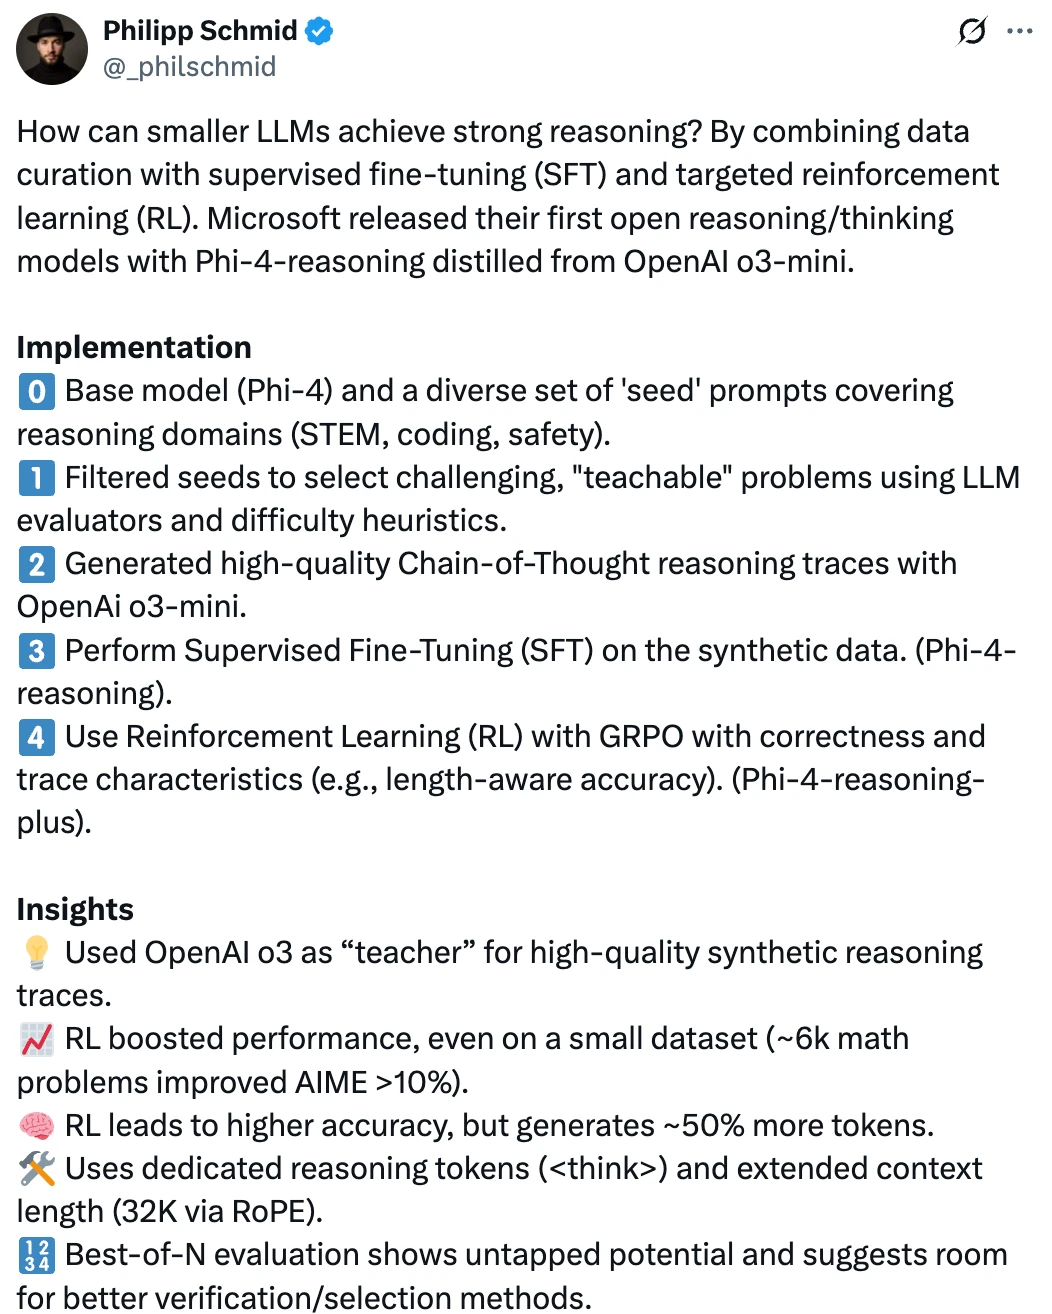 Philipp Schmid
@_philschmid
How can smaller LLMs achieve strong reasoning? By combining data
curation with supervised fine-tuning (SFT) and targeted reinforcement
learning (RL). Microsoft released their first open reasoning/thinking
models with Phi-4-reasoning distilled from OpenAI o3-mini.
Implementation
0️⃣ Base model (Phi-4) and a diverse set of 'seed' prompts covering
reasoning domains (STEM, coding, safety).
1️⃣ Filtered seeds to select challenging, "teachable" problems using LLM
evaluators and difficulty heuristics.
2️⃣ Generated high-quality Chain-of-Thought reasoning traces with
OpenAi o3-mini.
3️⃣ Perform Supervised Fine-Tuning (SFT) on the synthetic data. (Phi-4-
reasoning).
4️⃣ Use Reinforcement Learning (RL) with GRPO with correctness and
trace characteristics (e.g., length-aware accuracy). (Phi-4-reasoning-
plus).
Insights
💡 Used OpenAI o3 as “teacher” for high-quality synthetic reasoning
traces.
📈 RL boosted performance, even on a small dataset (~6k math
problems improved AIME >10%).
🧠 RL leads to higher accuracy, but generates ~50% more tokens.
🛠️ Uses dedicated reasoning tokens (<think>) and extended context
length (32K via RoPE).
🔢 Best-of-N evaluation shows untapped potential and suggests room
for better verification/selection methods.